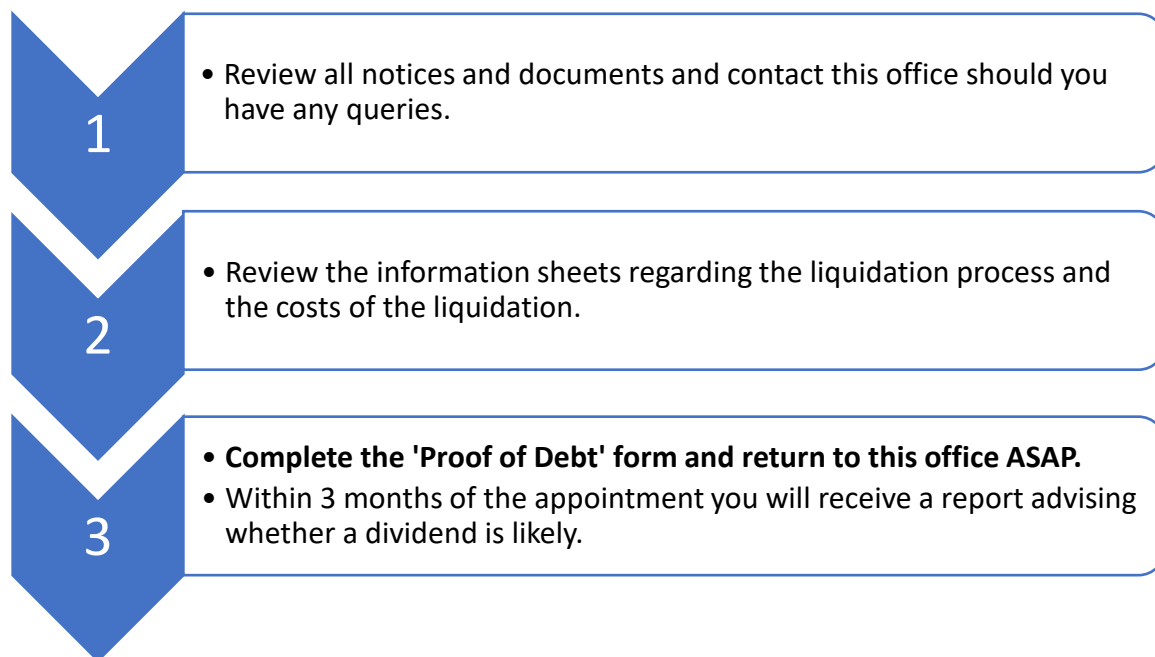 1
• Review all notices and documents and contact this office should you
have any queries.
2
• Review the information sheets regarding the liquidation process and
the costs of the liquidation.
3
• Complete the 'Proof of Debt' form and return to this office ASAP.
• Within 3 months of the appointment you will receive a report advising
whether a dividend is likely.